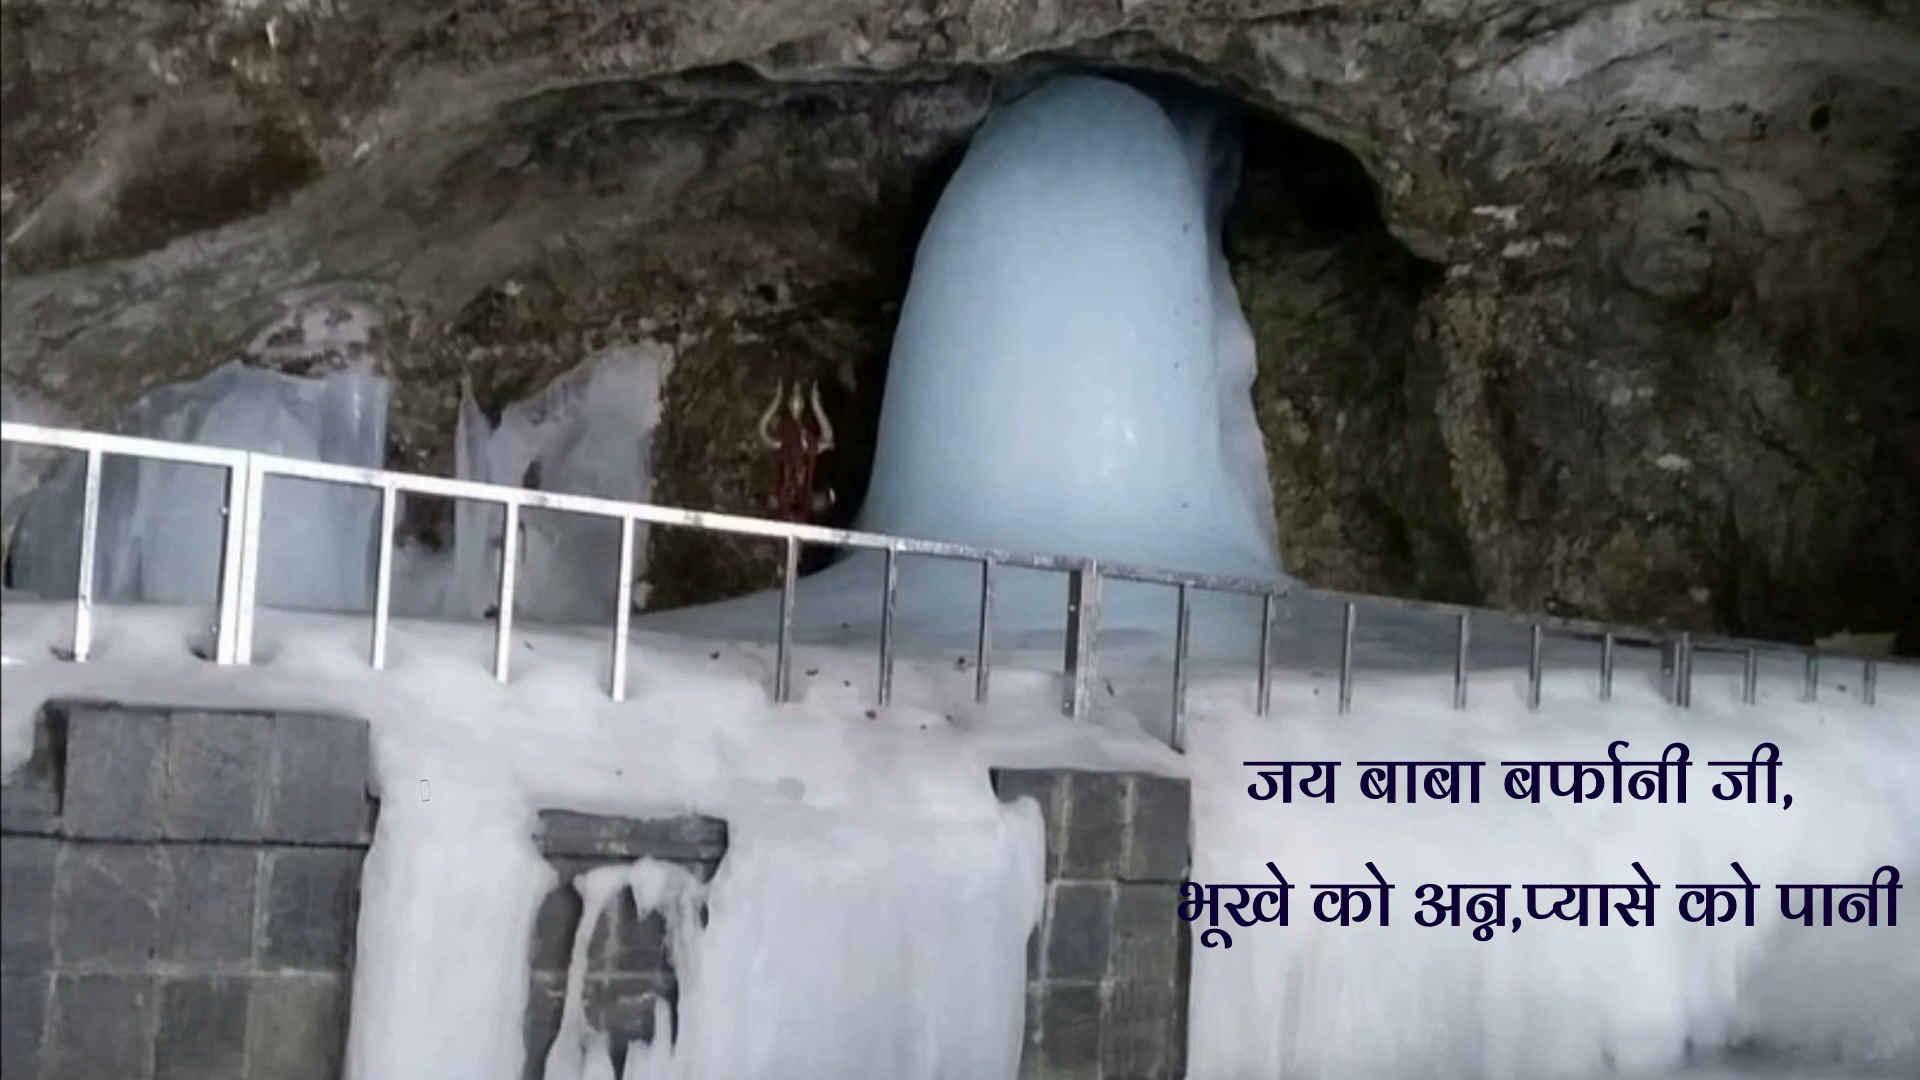 जय बाबा बर्फानी जी,
भूखे को अन्न,प्यासे को पानी